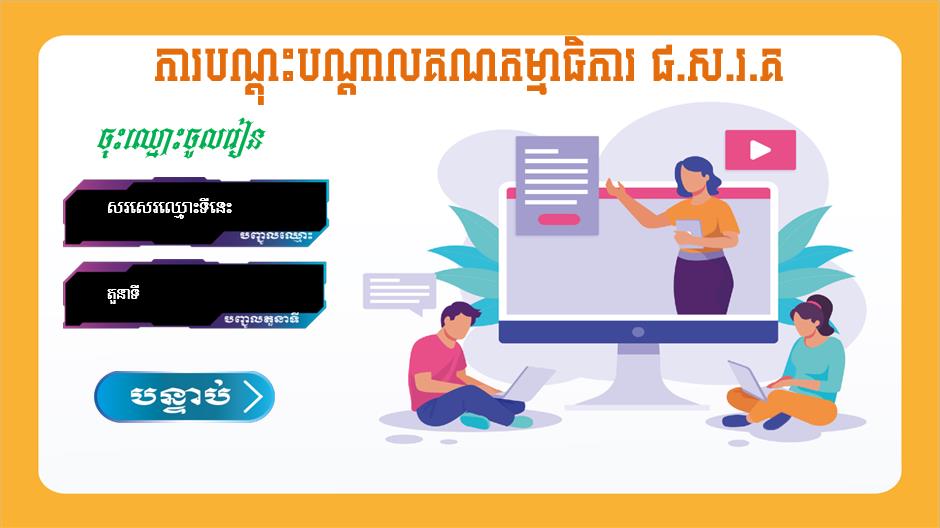 ការបណ្តុះបណ្តាលគណកម្មាធិការ ផ.ស.រ.គ
ចុះឈ្មោះចូលរៀន
សរសេរឈ្មោះទីនេះ
បញ្ចូលឈ្មោះ
តួនាទី
បញ្ចូលតួនាទី
បន្ទាប់